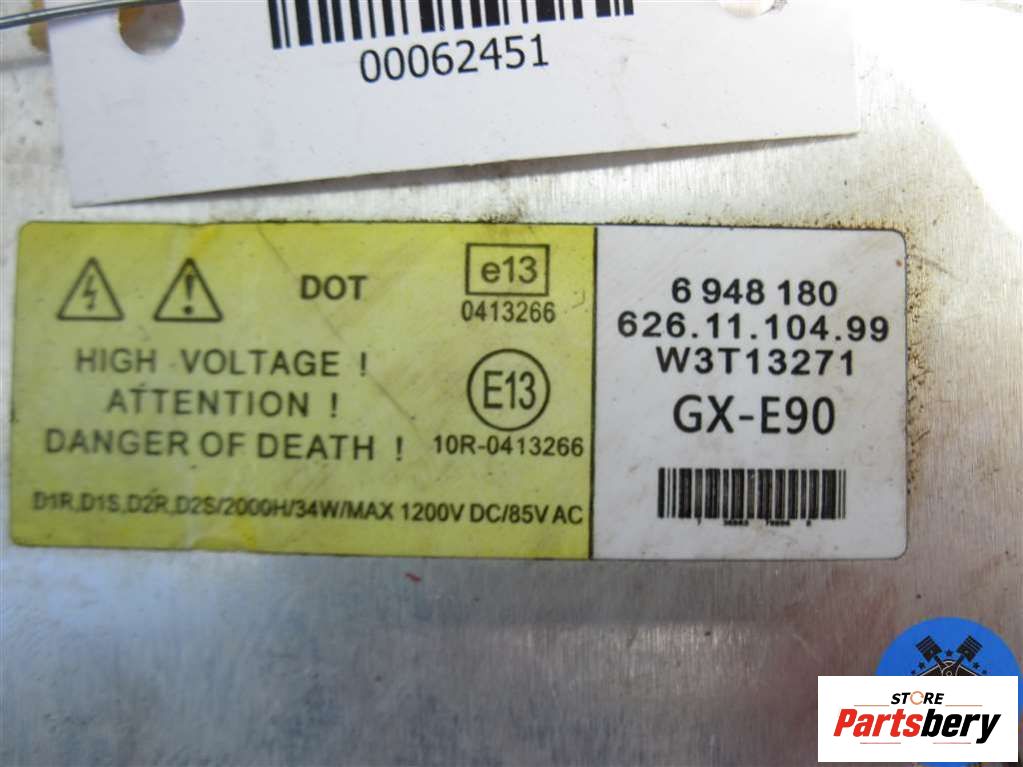 00062451
DOT
e13
0413266
HIGH VOLTAGE !
ATTENTION !
DANGER OF DEATH !
E13
10R-0413266
D1R,D1S,D2R,D2S/2000H/34W/MAX 1200V DC/85V AC
6 948 180
626.11.104.99
W3T13271
GX-E90
STORE
Partsbery